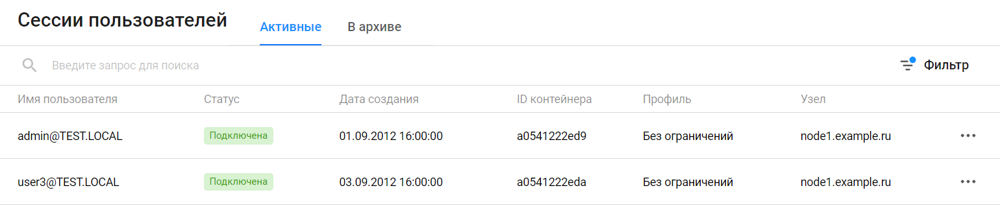 Сессии пользователей Активные В архиве
Введите запрос для поиска Фильтр
Имя пользователя Статус Дата создания ID контейнера Профиль Узел
admin@TEST.LOCAL Подключена 01.09.2012 16:00:00 a0541222ed9 Без ограничений node1.example.ru
user3@TEST.LOCAL Подключена 03.09.2012 16:00:00 a0541222eda Без ограничений node1.example.ru